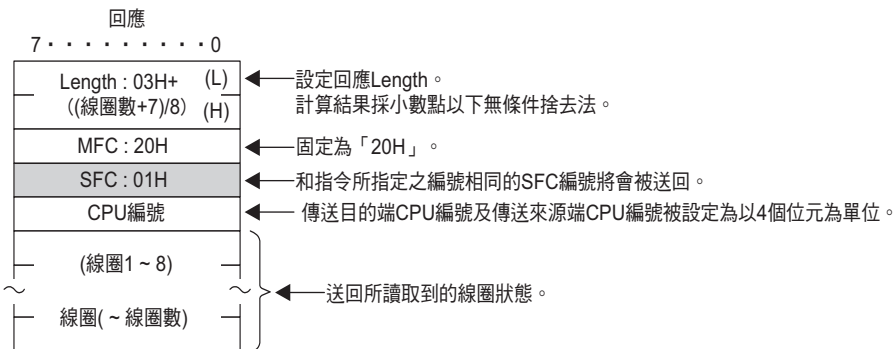 回應
7・・・・・・・・・0
Length : 03H+ (L)
((線圈數+7)/8) (H)
設定回應Length。
計算結果採小數點以下無條件捨去法。
MFC : 20H
固定為「20H」。
SFC : 01H
和指令所指定之編號相同的SFC編號將會被送回。
CPU編號
傳送目的端CPU編號及傳送來源端CPU編號被設定為以4個位元為單位。
(線圈1 ~ 8)
送回所讀取到的線圈狀態。
線圈( ~ 線圈數)